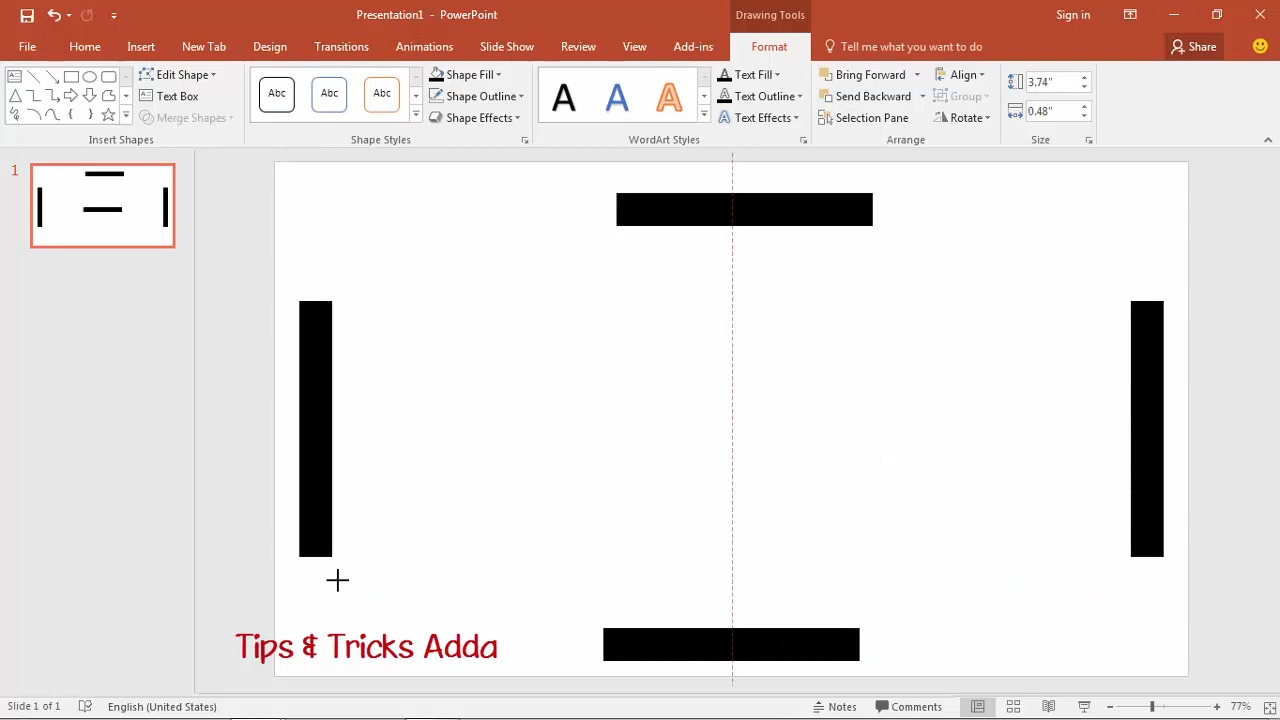 Presentation1 - PowerPoint
Drawing Tools
Sign in
File Home Insert New Tab Design Transitions Animations Slide Show Review View Add-ins Format Tell me what you want to do Share
Edit Shape
Text Box
Merge Shapes
Insert Shapes
Abc Abc Abc
Shape Fill
Shape Outline
Shape Effects
Shape Styles
A A A
Text Fill
Text Outline
Text Effects
WordArt Styles
Bring Forward
Send Backward
Selection Pane
Align
Group
Rotate
Arrange
3.74"
0.48"
Size
1
Tips & Tricks Adda
Slide 1 of 1 English (United States) Notes Comments 77%